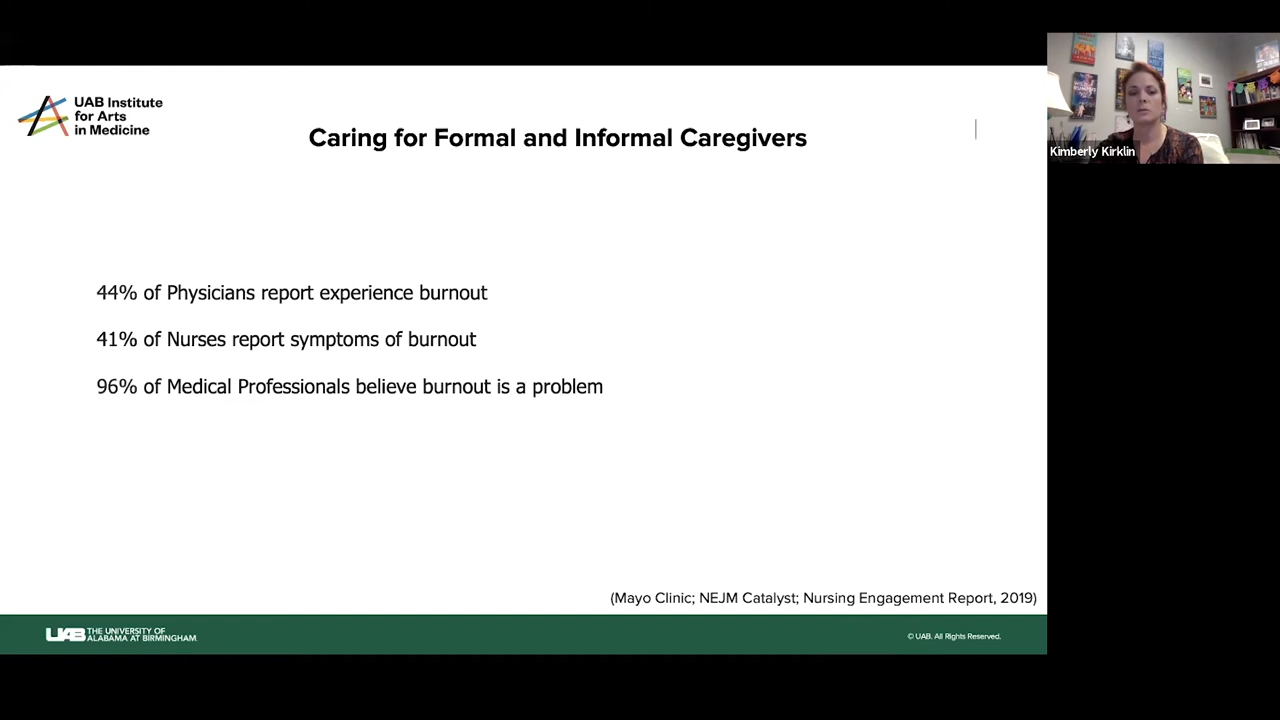 UAB Institute
for Arts
in Medicine
Caring for Formal and Informal Caregivers
Kimberly Kirklin
44% of Physicians report experience burnout
41% of Nurses report symptoms of burnout
96% of Medical Professionals believe burnout is a problem
(Mayo Clinic; NEJM Catalyst; Nursing Engagement Report, 2019)
UAB THE UNIVERSITY OF
ALABAMA AT BIRMINGHAM.
© UAB. All Rights Reserved.